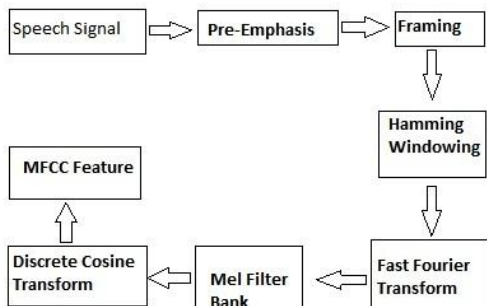 Speech Signal
Pre-Emphasis
Framing
Hamming
Windowing
Fast Fourier
Transform
Mel Filter
Bank
Discrete Cosine
Transform
MFCC Feature